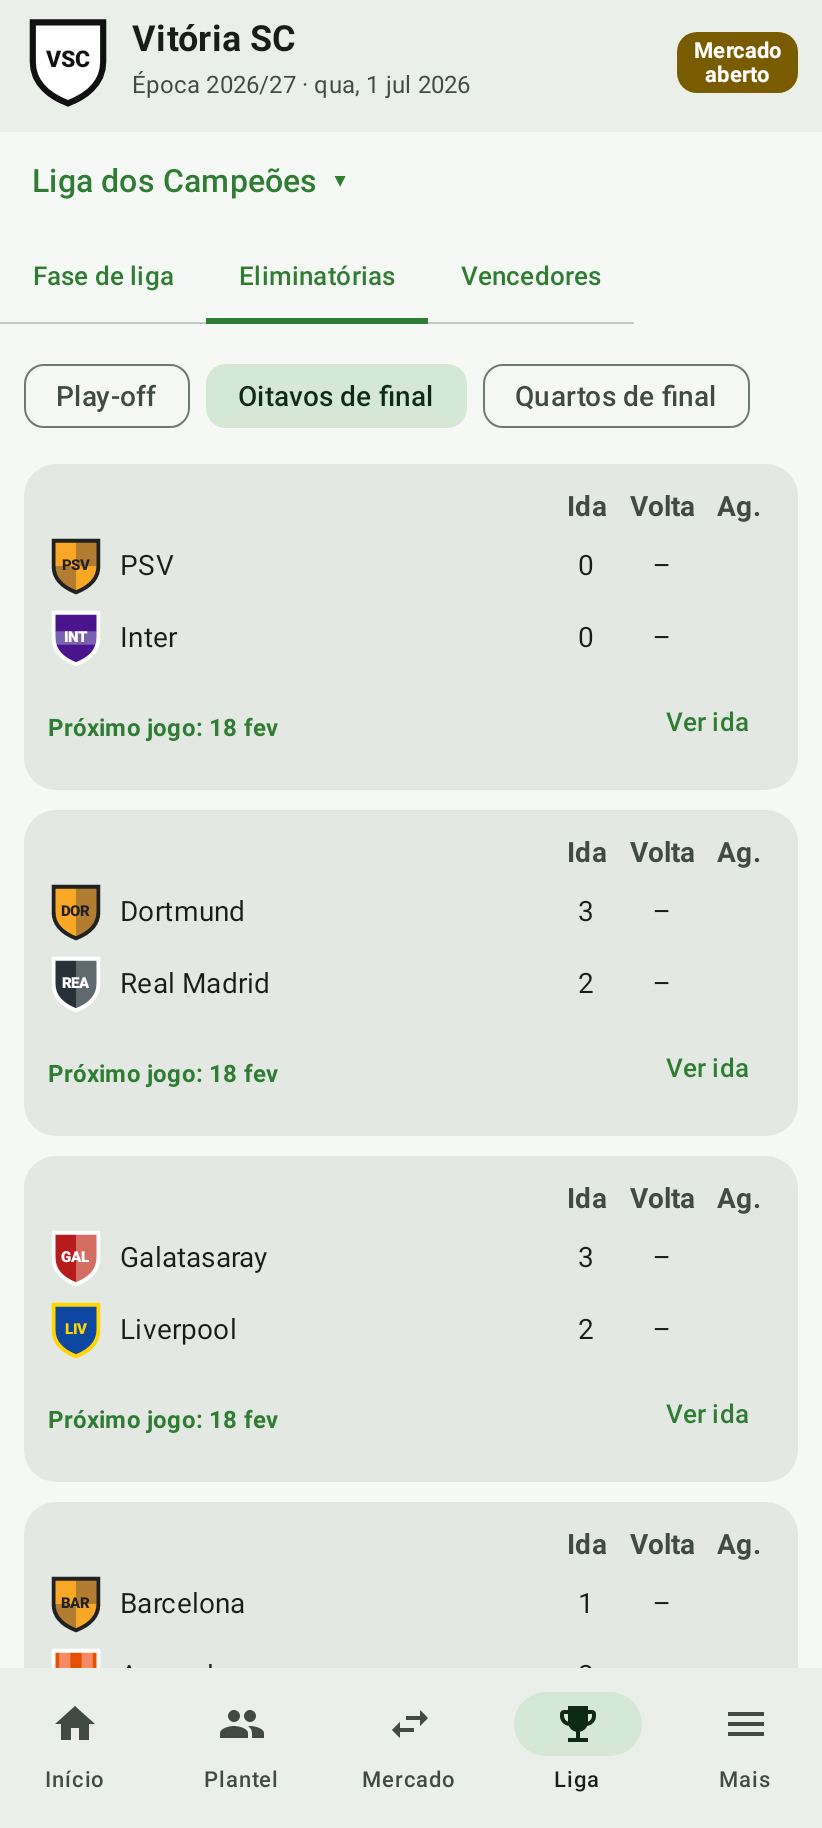 VSC
Vitória SC
Época 2026/27 · qua, 1 jul 2026
Mercado
aberto
Liga dos Campeões ▼
Fase de liga Eliminatórias Vencedores
Play-off Oitavos de final Quartos de final
Ida Volta Ag.
PSV PSV 0 –
INT Inter 0 –
Próximo jogo: 18 fev Ver ida
Ida Volta Ag.
DOR Dortmund 3 –
REA Real Madrid 2 –
Próximo jogo: 18 fev Ver ida
Ida Volta Ag.
GAL Galatasaray 3 –
LIV Liverpool 2 –
Próximo jogo: 18 fev Ver ida
Ida Volta Ag.
BAR Barcelona 1 –
Início Plantel Mercado Liga Mais